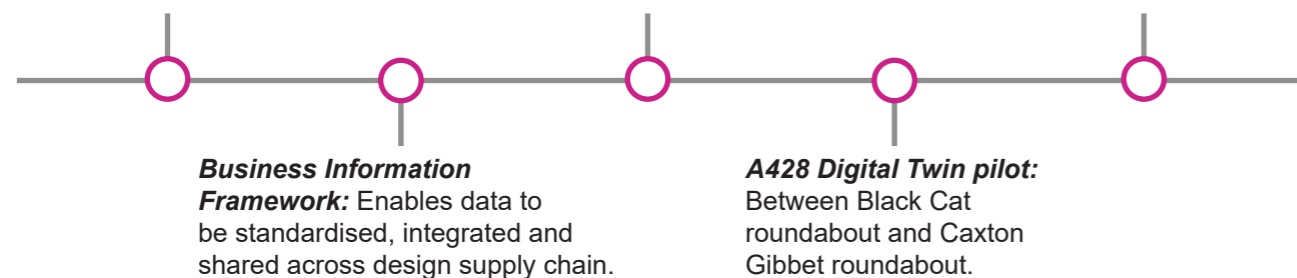 Business Information
Framework: Enables data to
be standardised, integrated and
shared across design supply chain.
A428 Digital Twin pilot:
Between Black Cat
roundabout and Caxton
Gibbet roundabout.